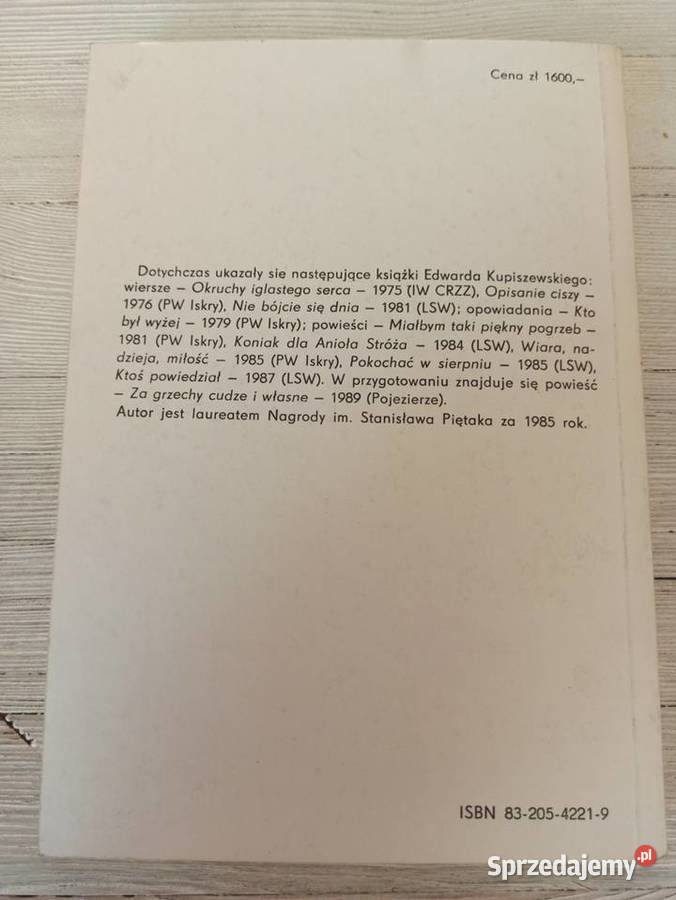 Cena zł 1600,–
Dotychczas ukazały sie następujące książki Edwarda Kupiszewskiego:
wiersze – Okruchy iglastego serca – 1975 (IW CRZZ), Opisanie ciszy –
1976 (PW Iskry), Nie bójcie się dnia – 1981 (LSW); opowiadania – Kto
był wyżej – 1979 (PW Iskry); powieści – Miałbym taki piękny pogrzeb –
1981 (PW Iskry), Koniak dla Anioła Stróża – 1984 (LSW), Wiara, na-
dzieja, miłość – 1985 (PW Iskry), Pokochać w sierpniu – 1985 (LSW),
Ktoś powiedział – 1987 (LSW). W przygotowaniu znajduje się powieść
– Za grzechy cudze i własne – 1989 (Pojezierze).
Autor jest laureatem Nagrody im. Stanisława Piętaka za 1985 rok.
ISBN 83-205-4221-9
Sprzedajemy.pl